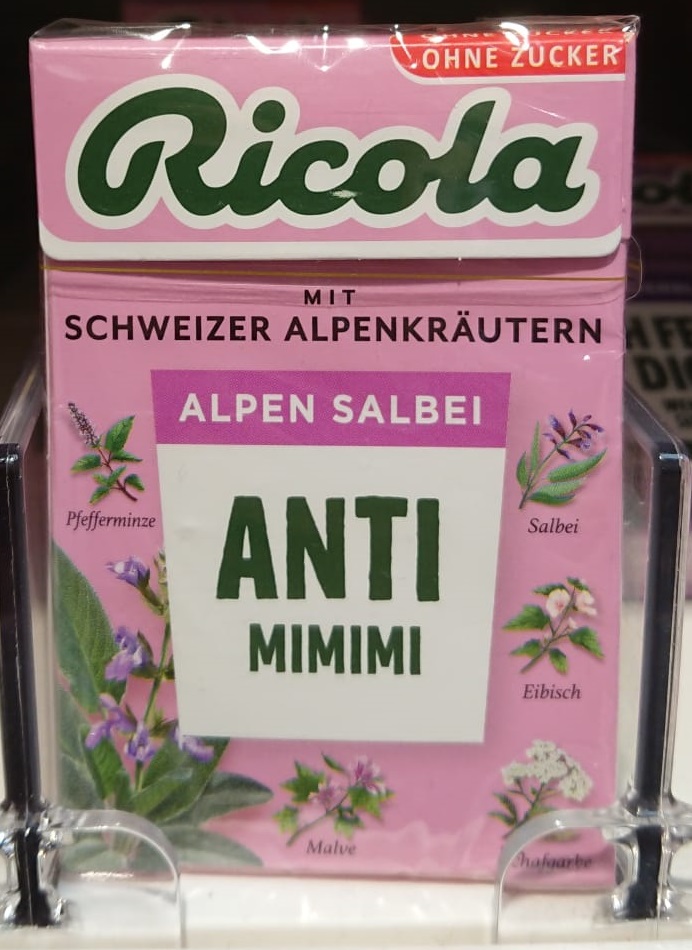 OHNE ZUCKER
Ricola
MIT
SCHWEIZER ALPENKRÄUTERN
ALPEN SALBEI
ANTI
MIMIMI
Pfefferminze
Salbei
Eibisch
Malve